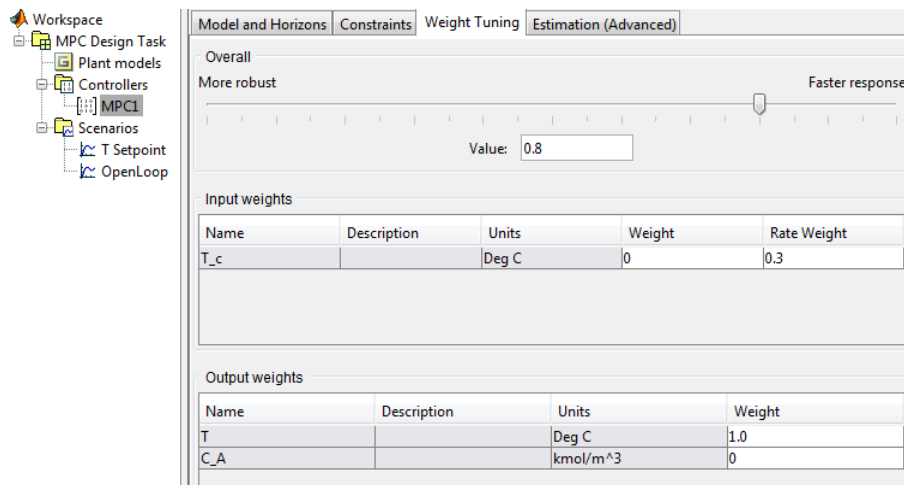 Workspace
MPC Design Task
Plant models
Controllers
MPC1
Scenarios
T Setpoint
OpenLoop
Model and Horizons Constraints Weight Tuning Estimation (Advanced)
Overall
More robust Faster response
Value: 0.8
Input weights
Name Description Units Weight Rate Weight
T_c Deg C 0 0.3
Output weights
Name Description Units Weight
T Deg C 1.0
C_A kmol/m^3 0